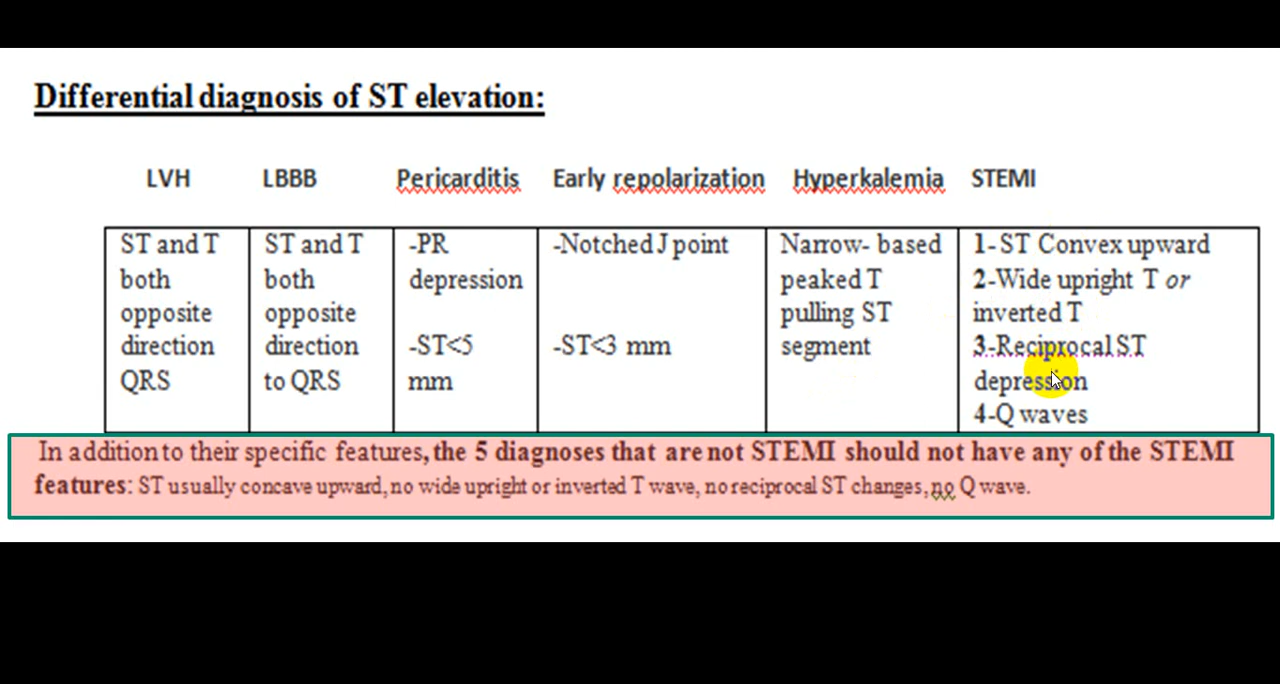 Differential diagnosis of ST elevation:
LVH LBBB Pericarditis Early repolarization Hyperkalemia STEMI
ST and T
both
opposite
direction
QRS
ST and T
both
opposite
direction
to QRS
-PR
depression
-ST<5
mm
-Notched J point
-ST<3 mm
Narrow- based
peaked T
pulling ST
segment
1-ST Convex upward
2-Wide upright T or
inverted T
3-Reciprocal ST
depression
4-Q waves
In addition to their specific features, the 5 diagnoses that are not STEMI should not have any of the STEMI
features: ST usually concave upward, no wide upright or inverted T wave, no reciprocal ST changes, no Q wave.